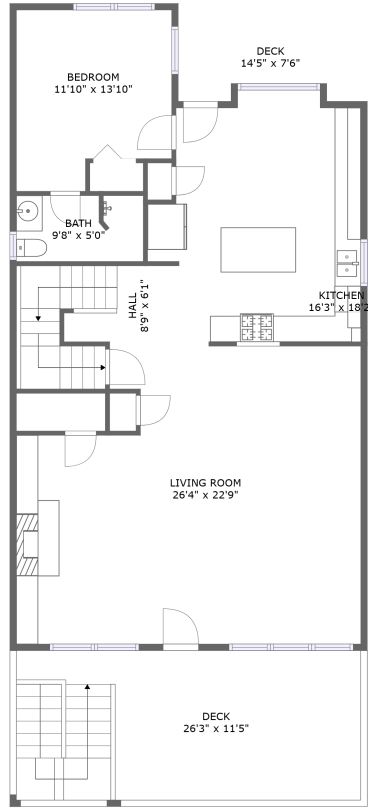 DECK
14'5" x 7'6"
BEDROOM
11'10" x 13'10"
BATH
9'8" x 5'0"
HALL
8'9" x 6'1"
KITCHEN
16'3" x 18'2
LIVING ROOM
26'4" x 22'9"
DECK
26'3" x 11'5"